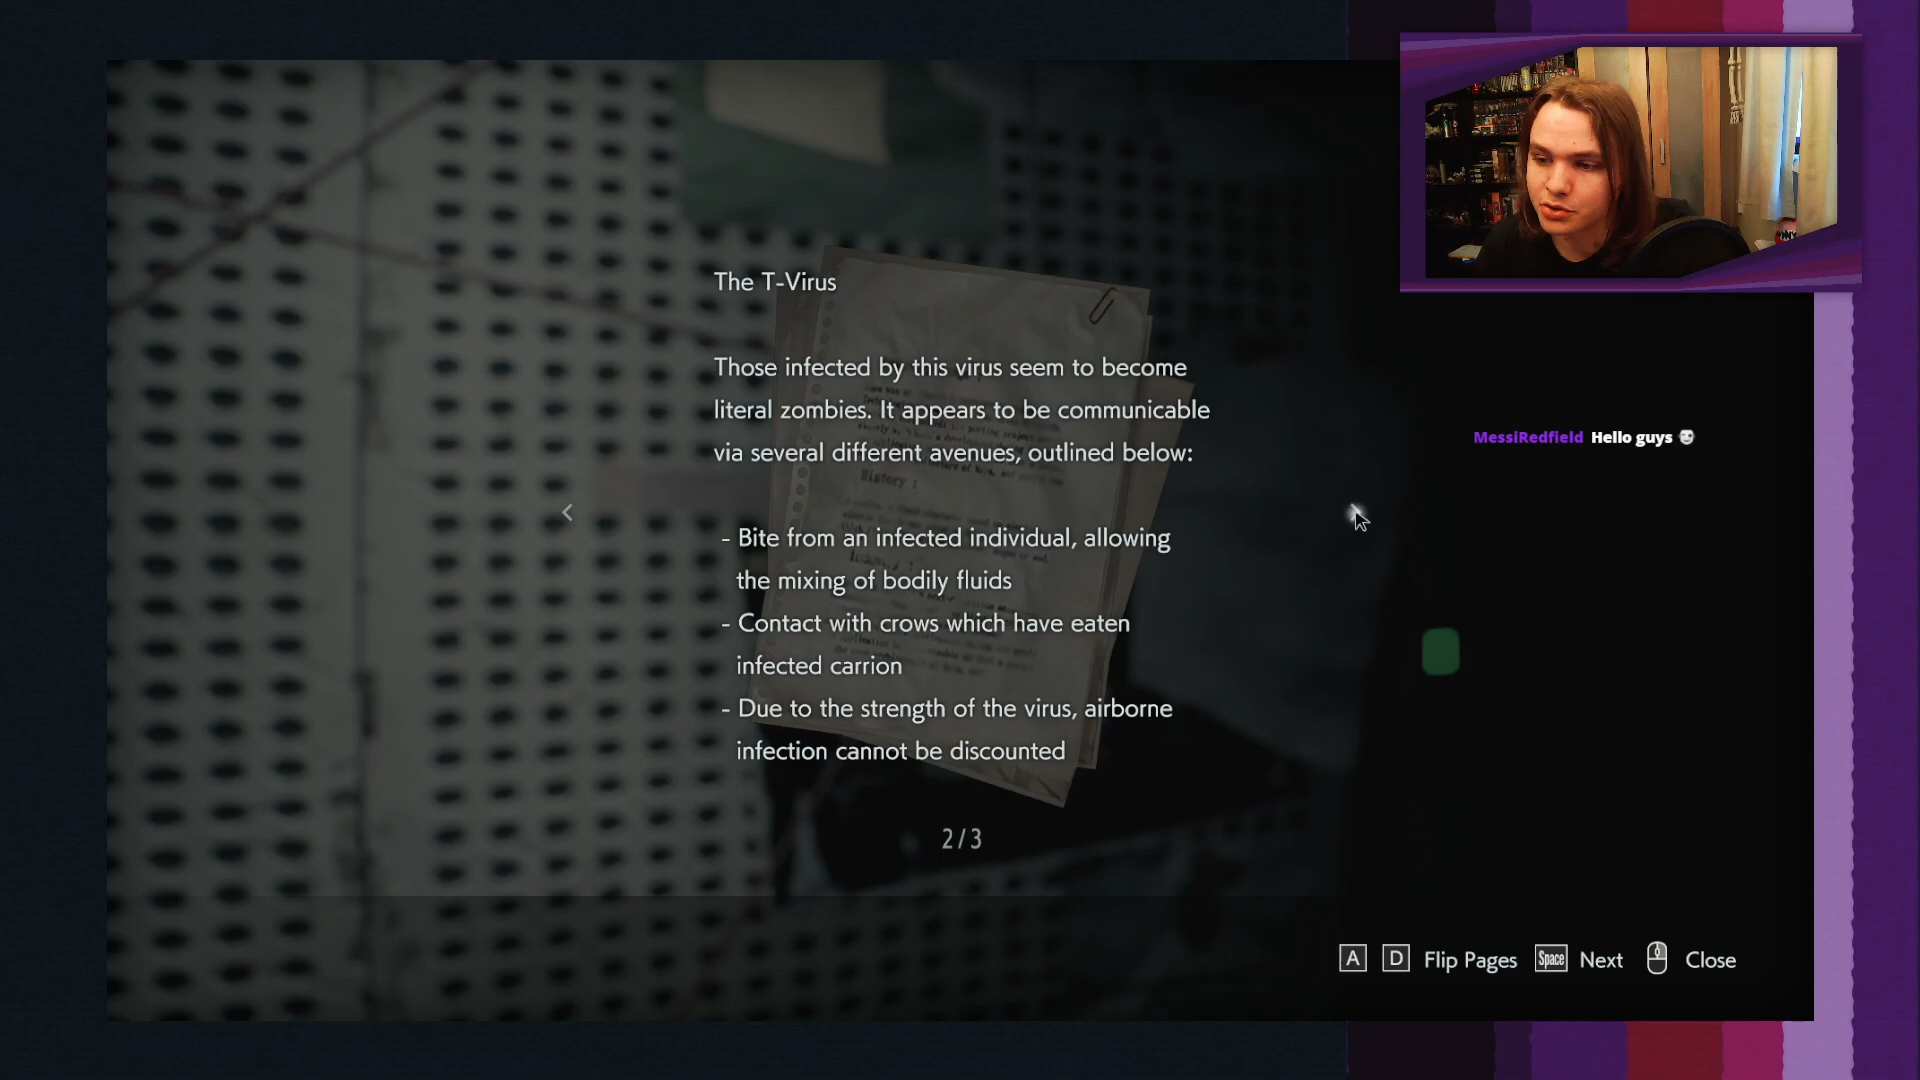 The T-Virus
Those infected by this virus seem to become
literal zombies. It appears to be communicable
via several different avenues, outlined below:
- Bite from an infected individual, allowing
the mixing of bodily fluids
- Contact with crows which have eaten
infected carrion
- Due to the strength of the virus, airborne
infection cannot be discounted
2/3
MessiRedfield Hello guys
History :
A D Flip Pages Space Next Close